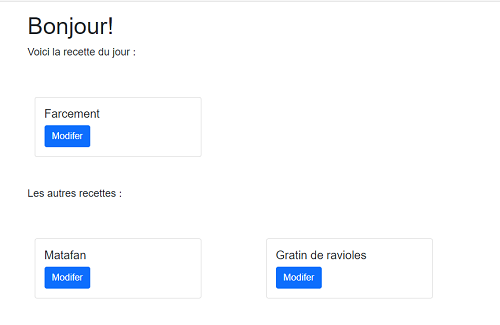 Bonjour!
Voici la recette du jour :
Farcement
Modifer
Les autres recettes :
Matafan
Modifer
Gratin de ravioles
Modifer